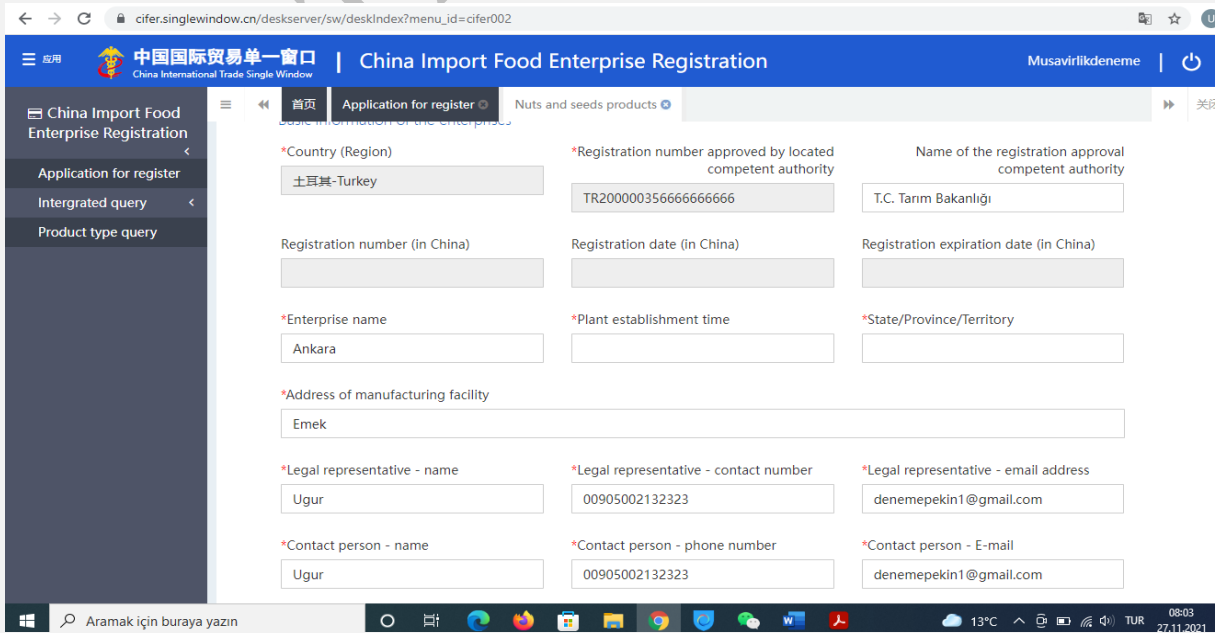 cifer.singlewindow.cn/deskserver/sw/deskIndex?menu_id=cifer002
应用
中国国际贸易单一窗口
China International Trade Single Window
| China Import Food Enterprise Registration
Musavirlikdeneme
China Import Food
Enterprise Registration
Application for register
Intergrated query
Product type query
首页
Application for register
Nuts and seeds products
关闭
Basic information of the enterprises
*Country (Region)
土耳其-Turkey
*Registration number approved by located
competent authority
TR200000356666666666
Name of the registration approval
competent authority
T.C. Tarım Bakanlığı
Registration number (in China)
Registration date (in China)
Registration expiration date (in China)
*Enterprise name
Ankara
*Plant establishment time
*State/Province/Territory
*Address of manufacturing facility
Emek
*Legal representative - name
Ugur
*Legal representative - contact number
00905002132323
*Legal representative - email address
denemepekin1@gmail.com
*Contact person - name
Ugur
*Contact person - phone number
00905002132323
*Contact person - E-mail
denemepekin1@gmail.com
Aramak için buraya yazın
13°C
TUR
08:03
27.11.2021